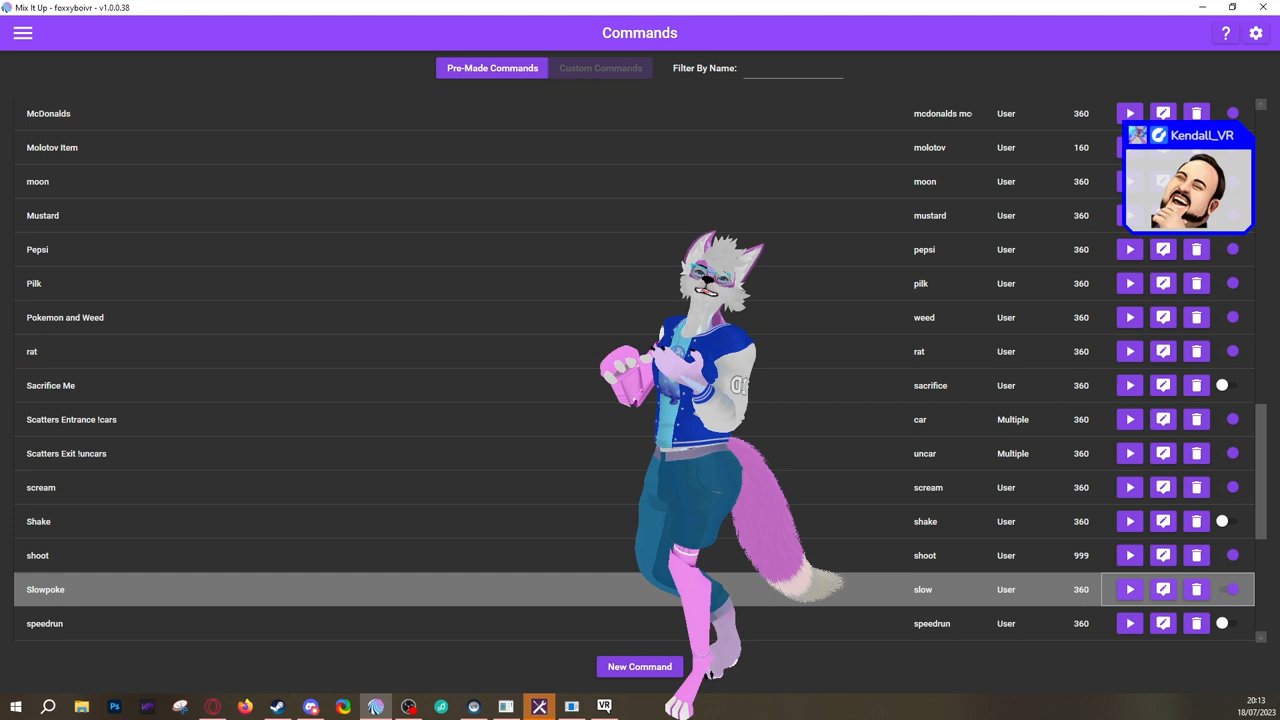 Mix It Up - foxxyboivr - v1.0.0.38
Commands
?
Pre-Made Commands Custom Commands Filter By Name:
McDonalds mcdonalds mc User 360
Kendall_VR
Molotov Item molotov User 160
moon moon User 360
Mustard mustard User 360
Pepsi pepsi User 360
Pilk pilk User 360
Pokemon and Weed weed User 360
rat rat User 360
Sacrifice Me sacrifice User 360
Scatters Entrance !cars car Multiple 360
Scatters Exit !uncars uncar Multiple 360
scream scream User 360
Shake shake User 360
shoot shoot User 999
Slowpoke slow User 360
speedrun speedrun User 360
New Command
Ps
VR
20:13
18/07/2023